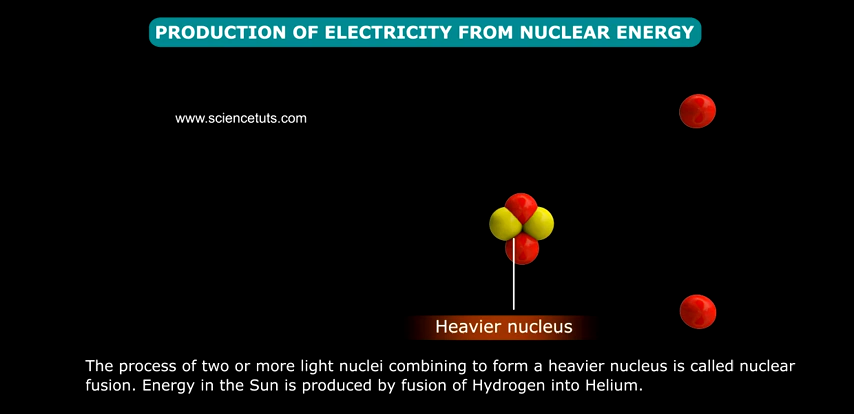 PRODUCTION OF ELECTRICITY FROM NUCLEAR ENERGY
www.sciencetuts.com
Heavier nucleus
The process of two or more light nuclei combining to form a heavier nucleus is called nuclear
fusion. Energy in the Sun is produced by fusion of Hydrogen into Helium.